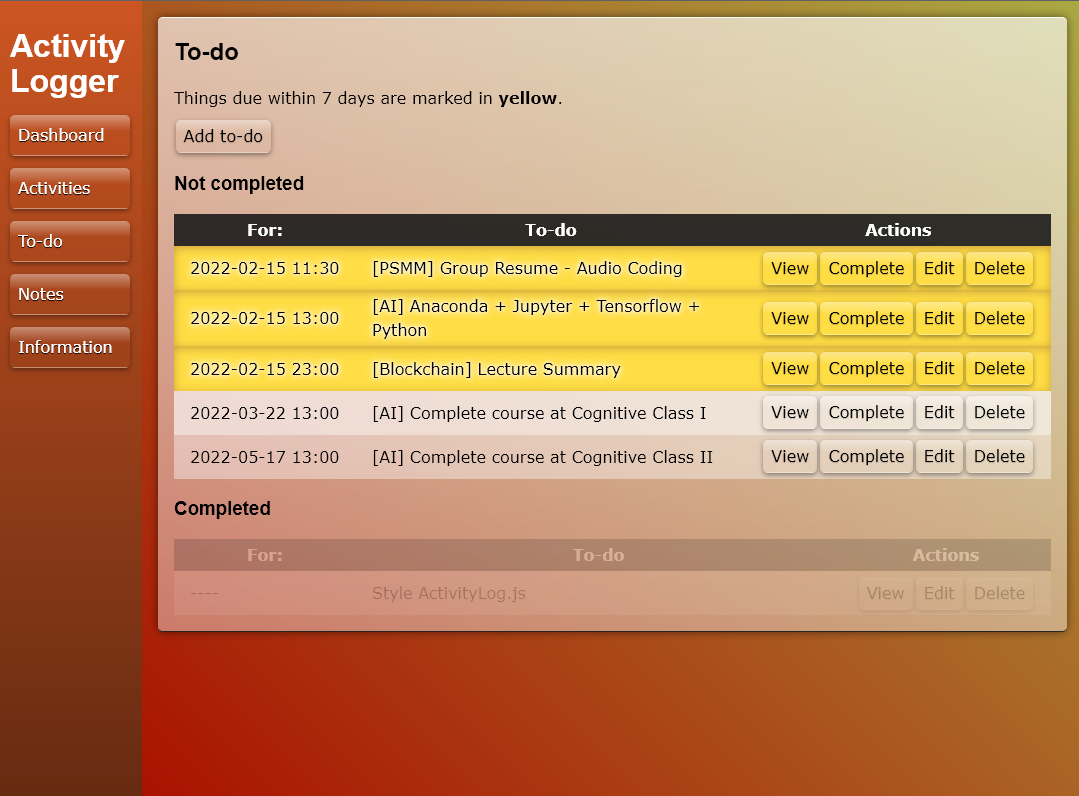 Activity
Logger
Dashboard
Activities
To-do
Notes
Information
To-do
Things due within 7 days are marked in yellow.
Add to-do
Not completed
For: To-do Actions
2022-02-15 11:30 [PSMM] Group Resume - Audio Coding View Complete Edit Delete
2022-02-15 13:00 [AI] Anaconda + Jupyter + Tensorflow +
Python View Complete Edit Delete
2022-02-15 23:00 [Blockchain] Lecture Summary View Complete Edit Delete
2022-03-22 13:00 [AI] Complete course at Cognitive Class I View Complete Edit Delete
2022-05-17 13:00 [AI] Complete course at Cognitive Class II View Complete Edit Delete
Completed
For: To-do Actions
---- Style ActivityLog.js View Edit Delete